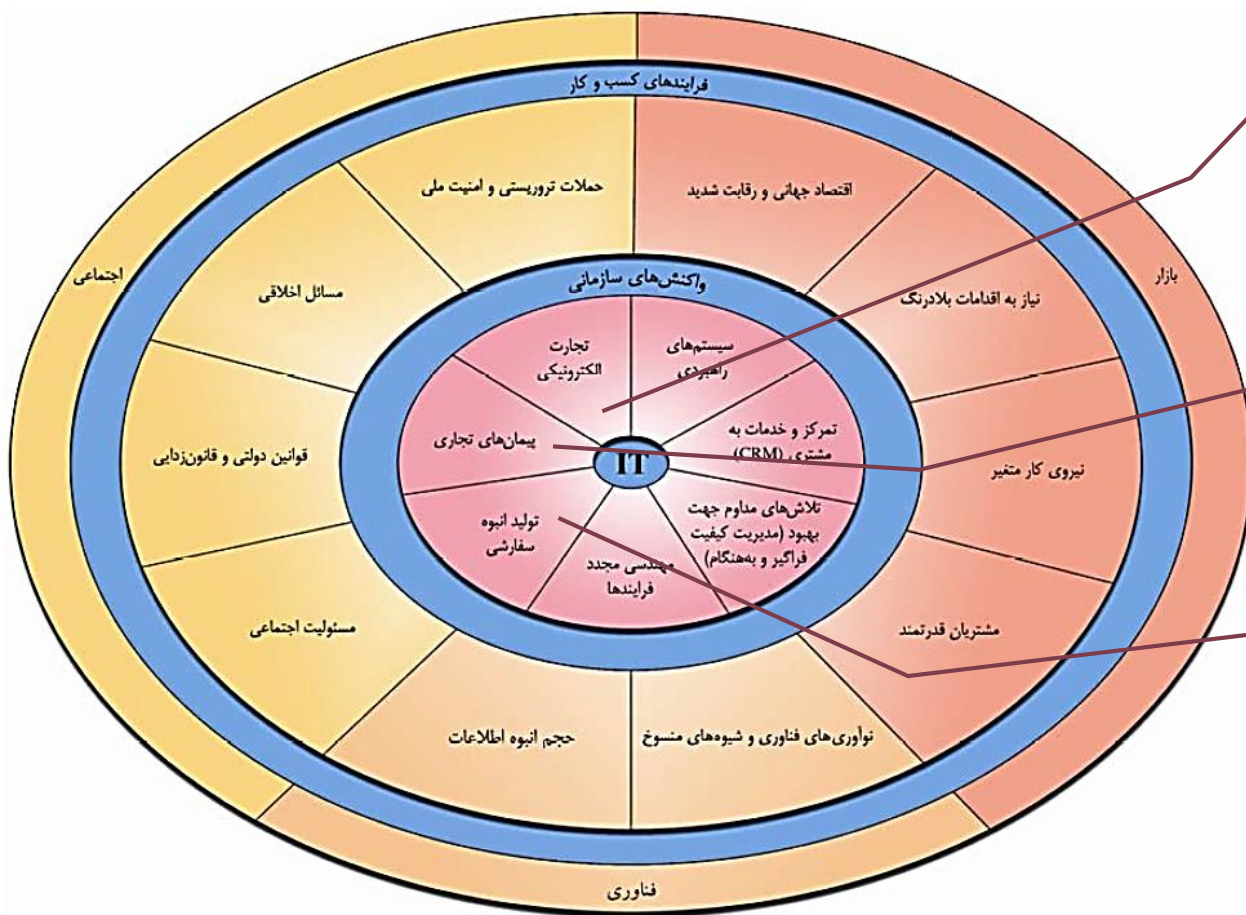 فرایندهای کسب و کار
حملات تروریستی و امنیت ملی
اقتصاد جهانی و رقابت شدید
اجتماعی
بازار
مسائل اخلاقی
نیاز به اقدامات بلادرنگ
واکنش‌های سازمانی
تجارت
الکترونیکی
سیستم‌های
راهبردی
پیمان‌های تجاری
تمرکز و خدمات به
مشتری (CRM)
IT
قوانین دولتی و قانون‌زدایی
نیروی کار متغیر
تولید انبوه
سفارشی
تلاش‌های مداوم جهت
بهبود (مدیریت کیفیت
فراگیر و به‌هنگام)
مهندسی مجدد
فرایندها
مسئولیت اجتماعی
مشتریان قدرتمند
حجم انبوه اطلاعات
نوآوری‌های فناوری و شیوه‌های منسوخ
فناوری